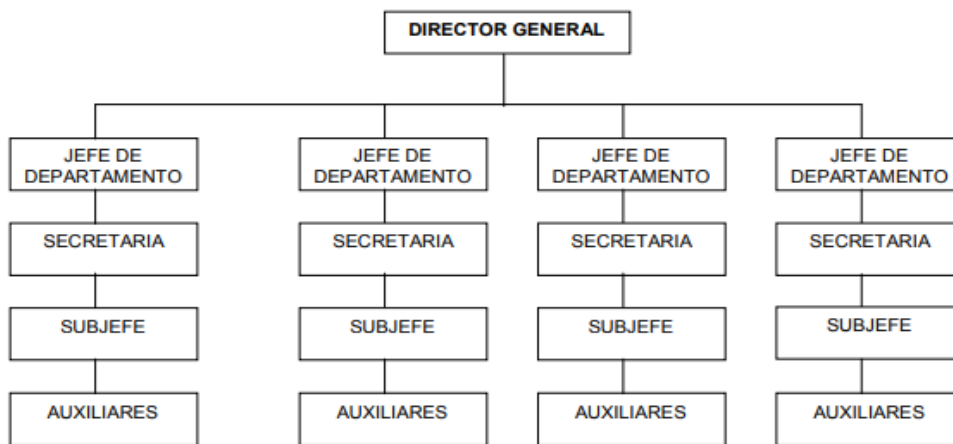 DIRECTOR GENERAL
JEFE DE
DEPARTAMENTO
JEFE DE
DEPARTAMENTO
JEFE DE
DEPARTAMENTO
JEFE DE
DEPARTAMENTO
SECRETARIA
SECRETARIA
SECRETARIA
SECRETARIA
SUBJEFE
SUBJEFE
SUBJEFE
SUBJEFE
AUXILIARES
AUXILIARES
AUXILIARES
AUXILIARES